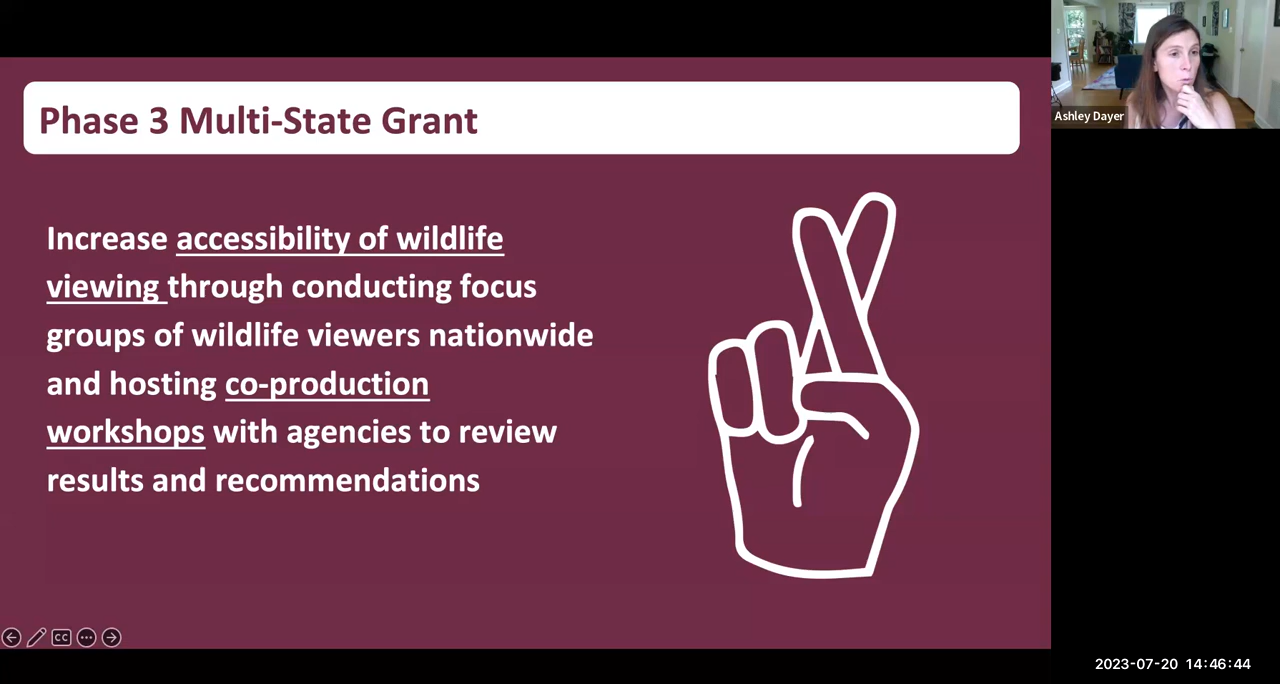 Phase 3 Multi-State Grant
Increase accessibility of wildlife
viewing through conducting focus
groups of wildlife viewers nationwide
and hosting co-production
workshops with agencies to review
results and recommendations
CC
Ashley Dayer
2023-07-20 14:46:44